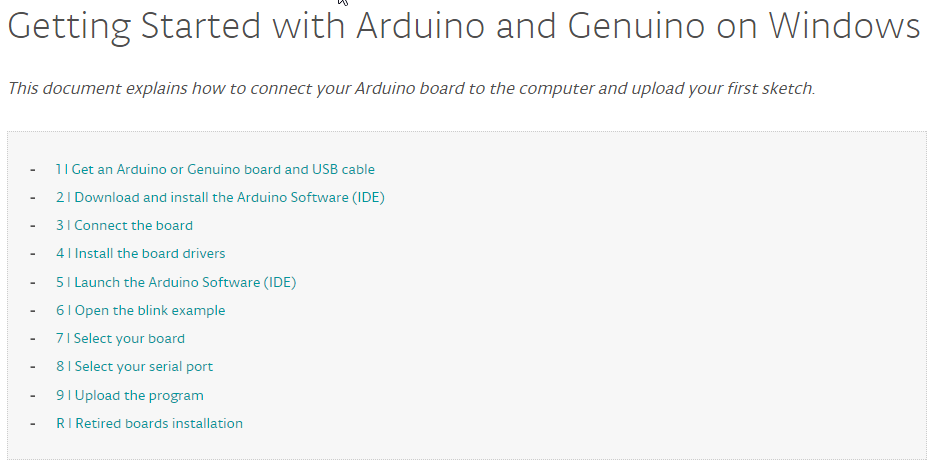 Getting Started with Arduino and Genuino on Windows
This document explains how to connect your Arduino board to the computer and upload your first sketch.
- 1 | Get an Arduino or Genuino board and USB cable
- 2 | Download and install the Arduino Software (IDE)
- 3 | Connect the board
- 4 | Install the board drivers
- 5 | Launch the Arduino Software (IDE)
- 6 | Open the blink example
- 7 | Select your board
- 8 | Select your serial port
- 9 | Upload the program
- R | Retired boards installation